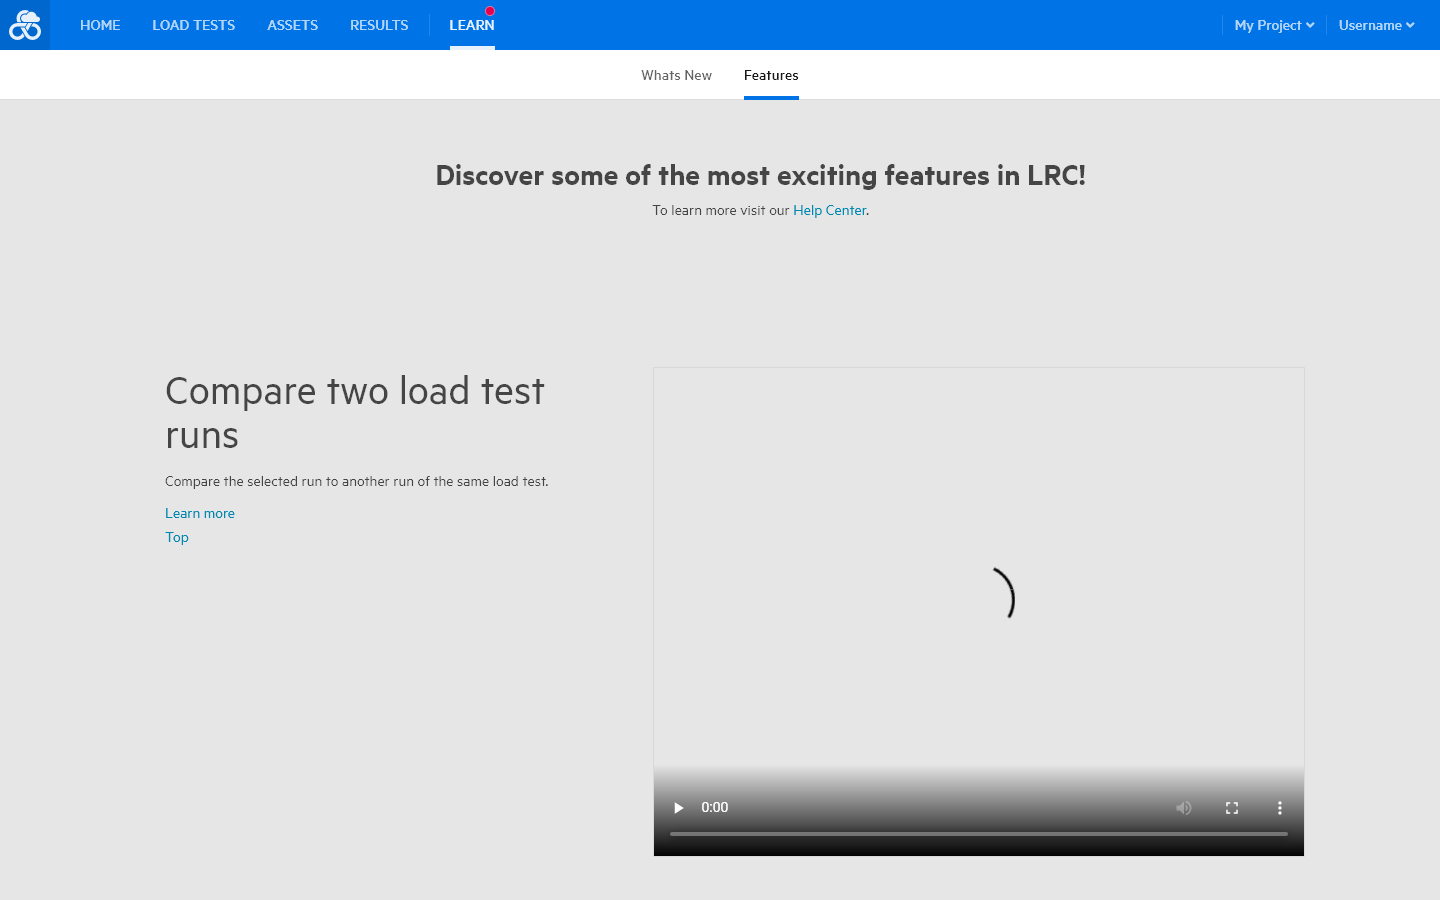 HOME
LOAD TESTS
ASSETS
RESULTS
LEARN
My Project
Username
Whats New
Features
Discover some of the most exciting features in LRC!
To learn more visit our Help Center.
Compare two load test
runs
Compare the selected run to another run of the same load test.
Learn more
Top
0:00